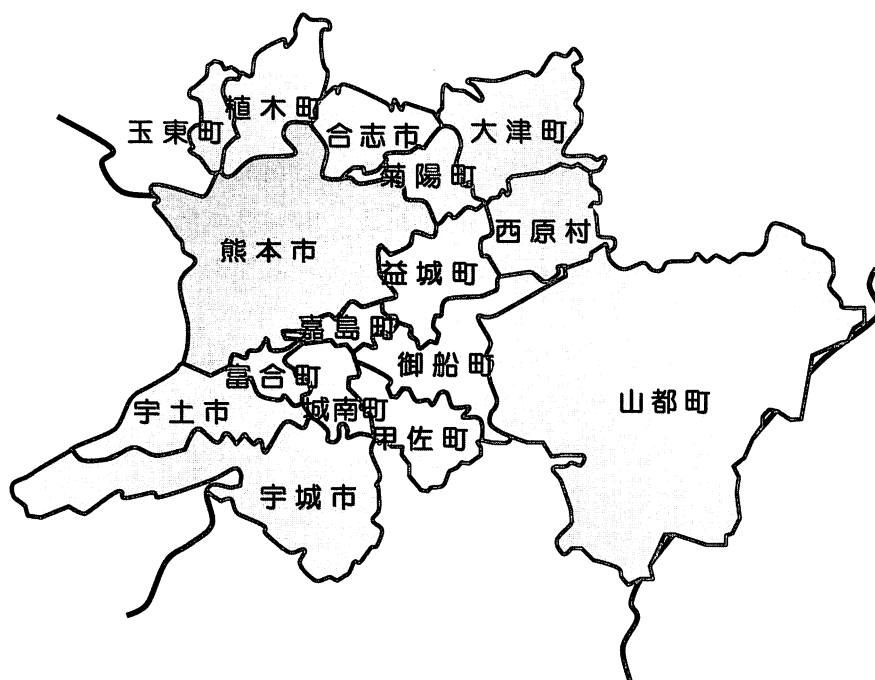 植木町
玉東町
合志市
大津町
菊陽町
西原村
熊本市
益城町
嘉島町
御船町
富合町
山都町
宇土市
城南町
甲佐町
宇城市